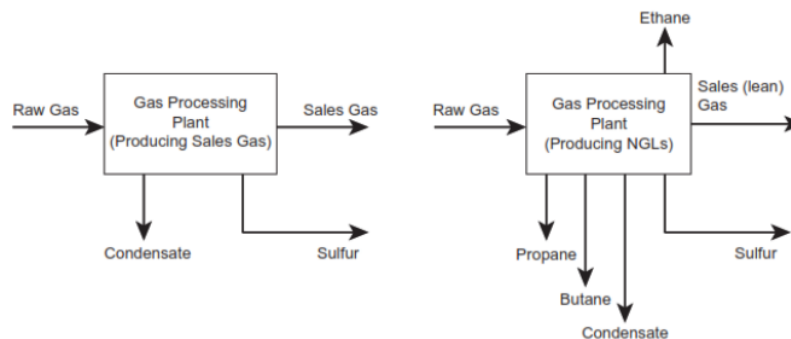 Raw Gas
Gas Processing
Plant
(Producing Sales Gas)
Sales Gas
Condensate
Sulfur
Ethane
Raw Gas
Gas Processing
Plant
(Producing NGLs)
Sales (lean)
Gas
Propane
Butane
Condensate
Sulfur